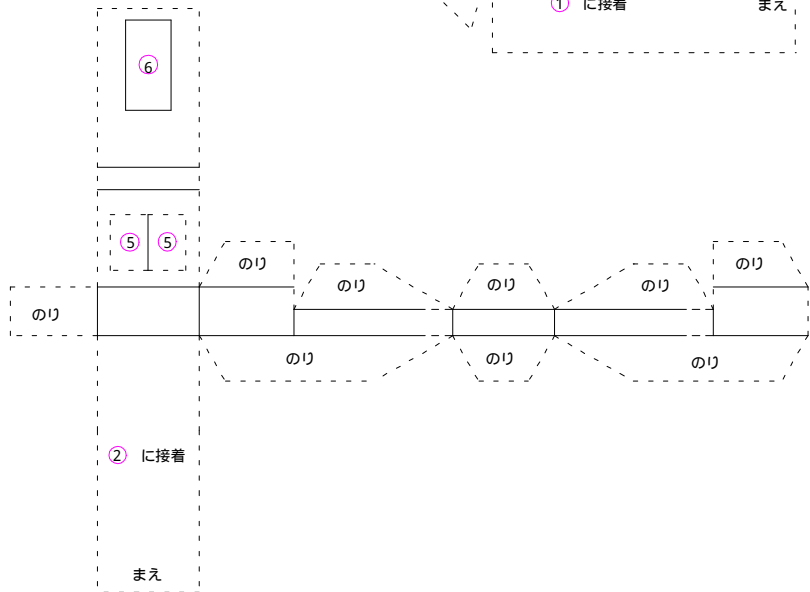 ① に接着 まえ
⑥
⑤ ⑤
のり のり のり のり のり
のり
のり のり のり
② に接着
まえ